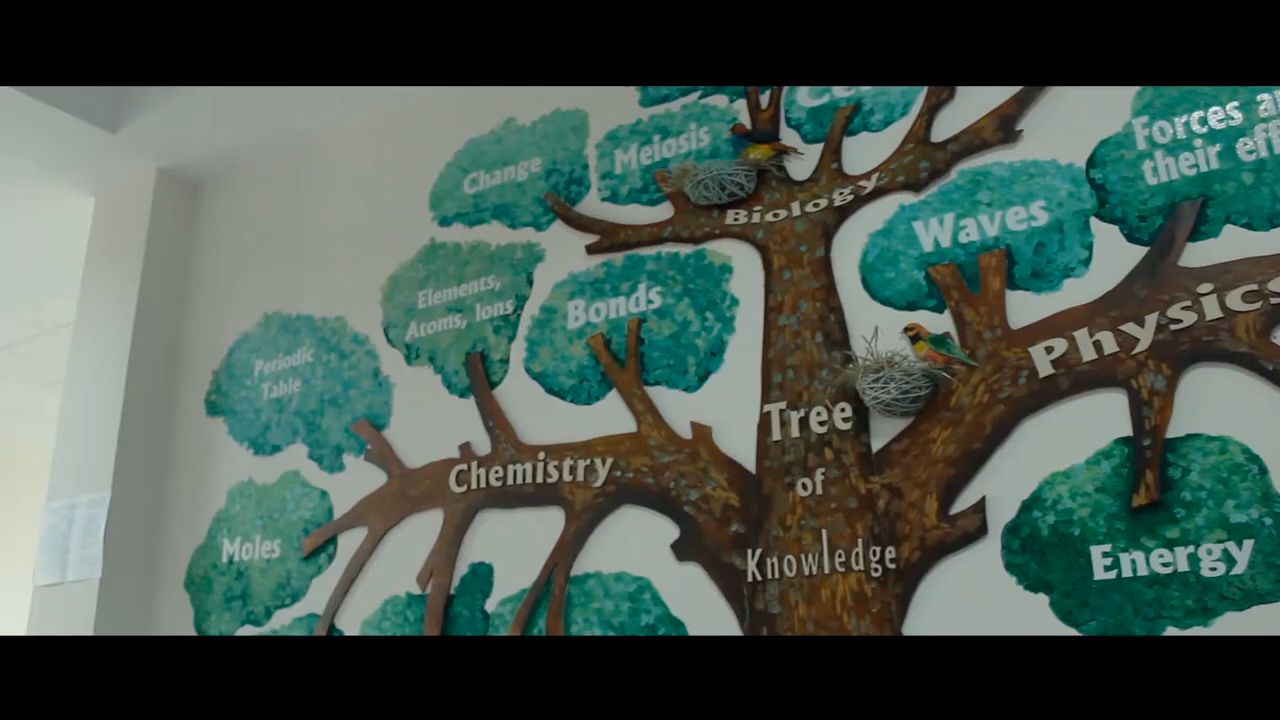 Change
Meiosis
Forces
their
Biology
Waves
Elements,
Atoms, Ions
Bonds
Physics
Periodic
Table
Tree
of
Knowledge
Chemistry
Moles
Energy